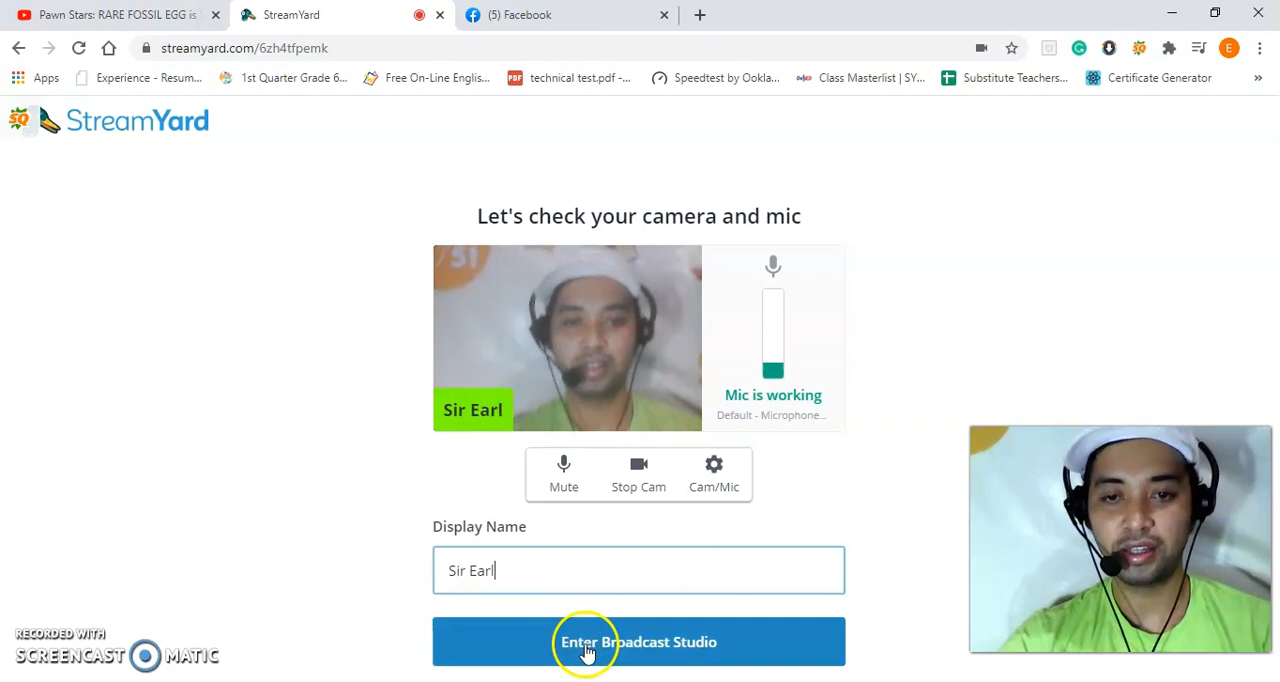 Pawn Stars: RARE FOSSIL EGG is
StreamYard
(5) Facebook
streamyard.com/6zh4tfpemk
E
Apps
Experience - Resum...
1st Quarter Grade 6...
Free On-Line Englis...
PDF
technical test.pdf -...
Speedtest by Ookla...
Class Masterlist | SY...
Substitute Teachers...
Certificate Generator
»
SQ
StreamYard
Let's check your camera and mic
Sir Earl
Mic is working
Default - Microphone...
Mute
Stop Cam
Cam/Mic
Display Name
Sir Earl
Enter Broadcast Studio
RECORDED WITH
SCREENCAST MATIC